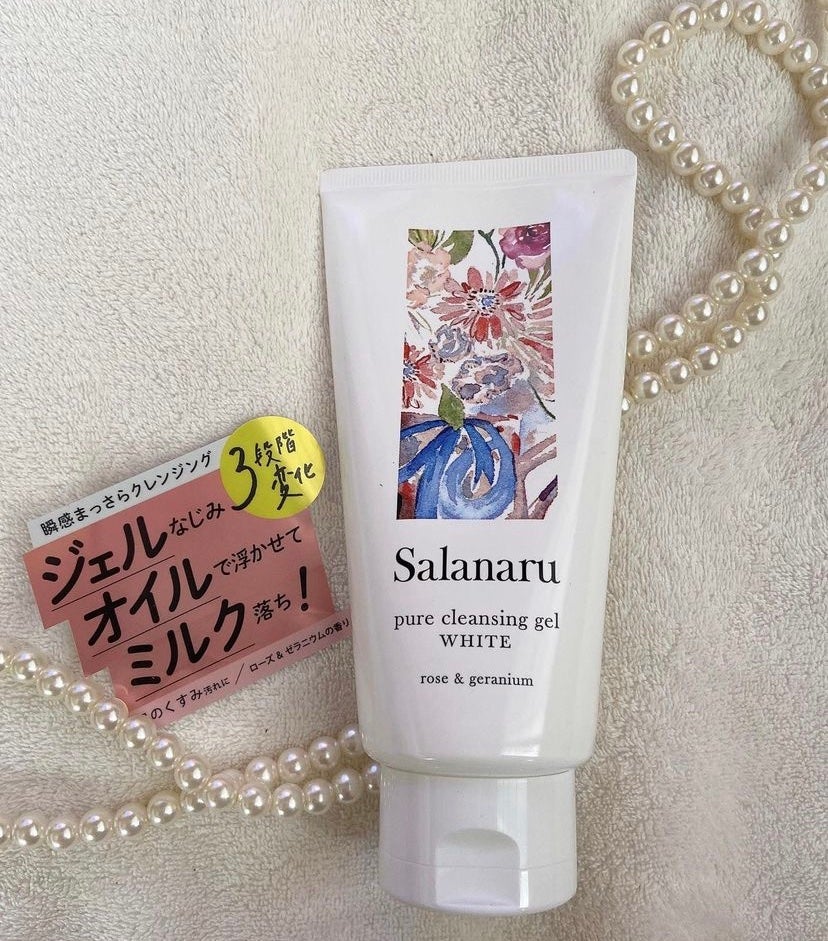 瞬感まっさらクレンジング
3段階
変化
ジェルなじみ
オイルで浮かせて
ミルク落ち!
のくすみ汚れに / ローズ&ゼラニウムの香り
Salanaru
pure cleansing gel
WHITE
rose & geranium